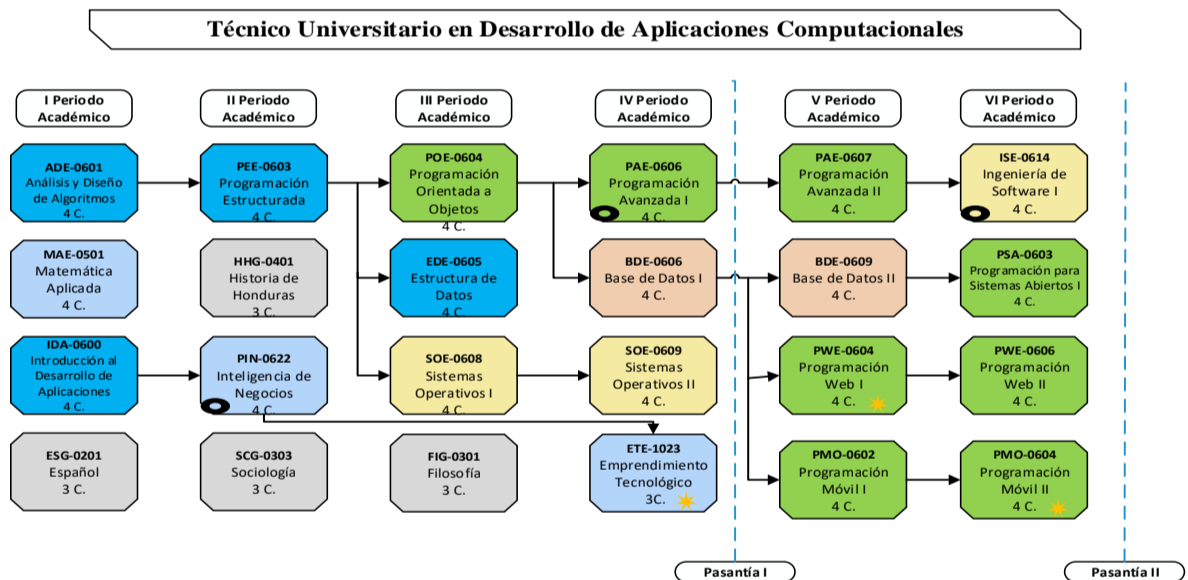 Técnico Universitario en Desarrollo de Aplicaciones Computacionales
I Periodo
Académico
II Periodo
Académico
III Periodo
Académico
IV Periodo
Académico
V Periodo
Académico
VI Periodo
Académico
ADE-0601
Análisis y Diseño
de Algoritmos
4 C.
PEE-0603
Programación
Estructurada
4 C.
POE-0604
Programación
Orientada a
Objetos
4 C.
PAE-0606
Programación
Avanzada I
4 C.
PAE-0607
Programación
Avanzada II
4 C.
ISE-0614
Ingeniería de
Software I
4 C.
MAE-0501
Matemática
Aplicada
4 C.
HHG-0401
Historia de
Honduras
3 C.
EDE-0605
Estructura de
Datos
4 C.
BDE-0606
Base de Datos I
4 C.
BDE-0609
Base de Datos II
4 C.
PSA-0603
Programación para
Sistemas Abiertos I
4 C.
IDA-0600
Introducción al
Desarrollo de
Aplicaciones
4 C.
PIN-0622
Inteligencia de
Negocios
4 C.
SOE-0608
Sistemas
Operativos I
4 C.
SOE-0609
Sistemas
Operativos II
4 C.
PWE-0604
Programación
Web I
4 C.
PWE-0606
Programación
Web II
4 C.
ESG-0201
Español
3 C.
SCG-0303
Sociología
3 C.
FIG-0301
Filosofía
3 C.
ETE-1023
Emprendimiento
Tecnológico
3C.
PMO-0602
Programación
Móvil I
4 C.
PMO-0604
Programación
Móvil II
4 C.
Pasantía I
Pasantía II